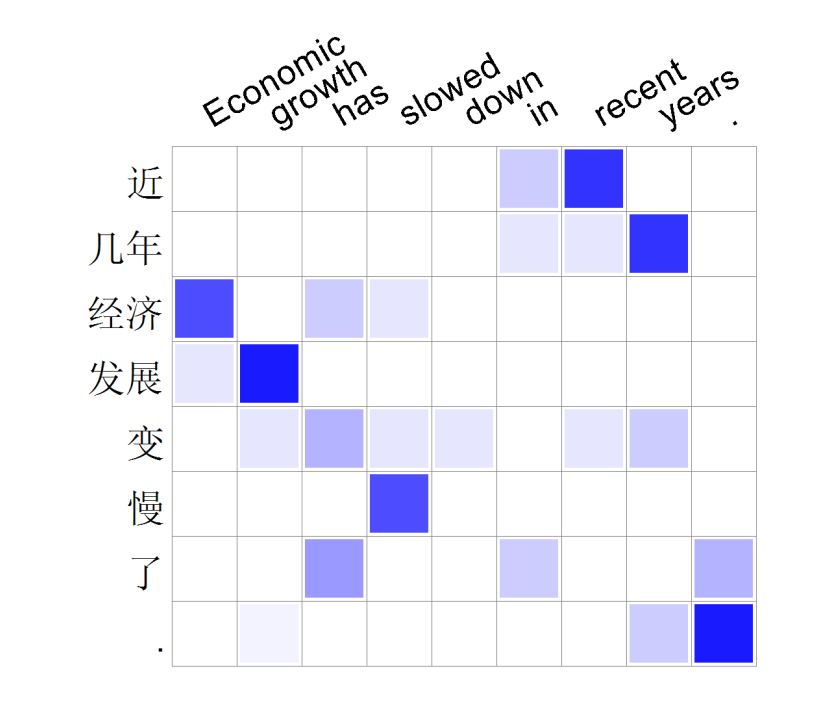 Economic growth has slowed down in recent years .
近
几年
经济
发展
变
慢
了
.